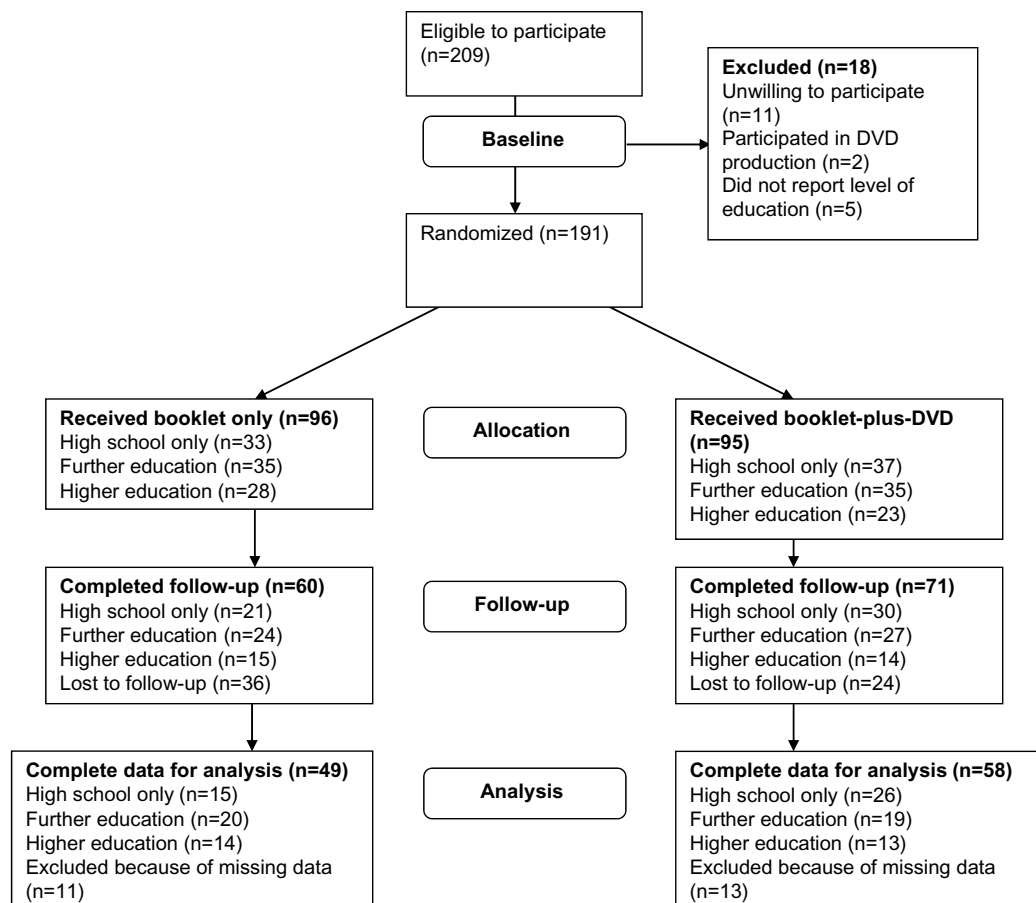 Eligible to participate
(n=209)
Excluded (n=18)
Unwilling to participate
(n=11)
Participated in DVD
production (n=2)
Did not report level of
education (n=5)
Baseline
Randomized (n=191)
Received booklet only (n=96)
High school only (n=33)
Further education (n=35)
Higher education (n=28)
Allocation
Received booklet-plus-DVD
(n=95)
High school only (n=37)
Further education (n=35)
Higher education (n=23)
Completed follow-up (n=60)
High school only (n=21)
Further education (n=24)
Higher education (n=15)
Lost to follow-up (n=36)
Follow-up
Completed follow-up (n=71)
High school only (n=30)
Further education (n=27)
Higher education (n=14)
Lost to follow-up (n=24)
Complete data for analysis (n=49)
High school only (n=15)
Further education (n=20)
Higher education (n=14)
Excluded because of missing data
(n=11)
Analysis
Complete data for analysis (n=58)
High school only (n=26)
Further education (n=19)
Higher education (n=13)
Excluded because of missing data
(n=13)